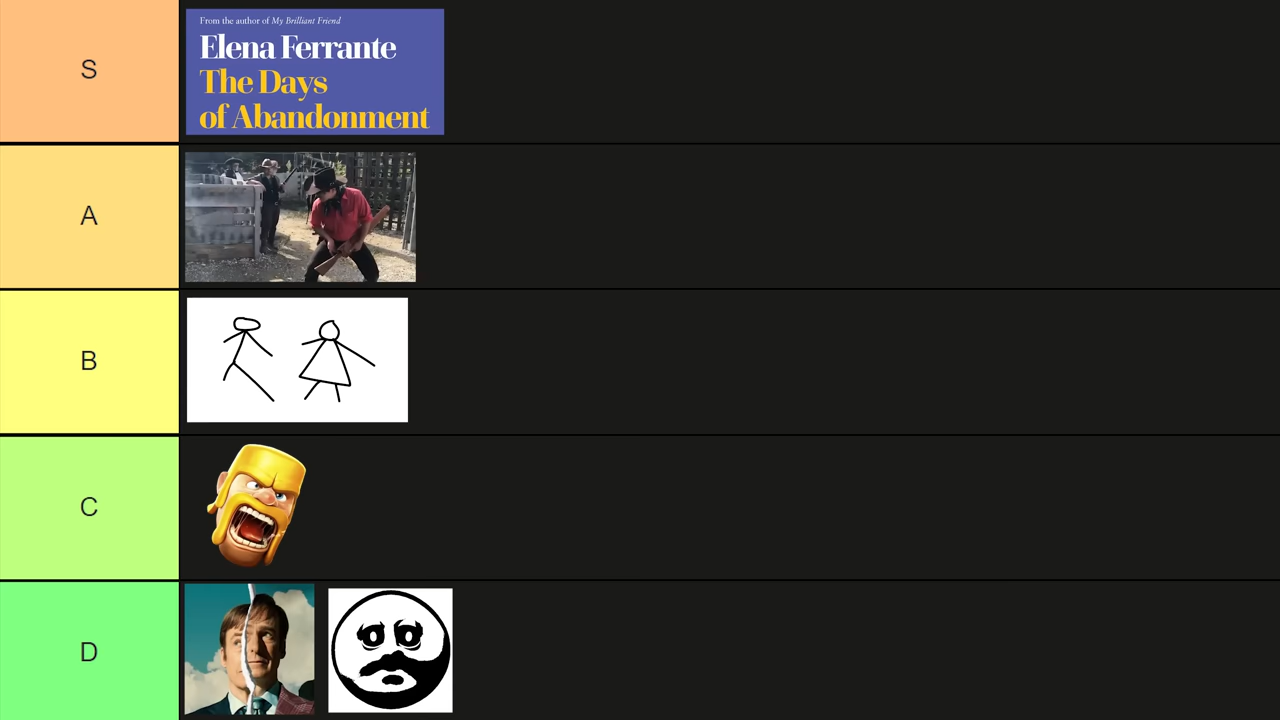 S
From the author of My Brilliant Friend
Elena Ferrante
The Days
of Abandonment
A
B
C
D